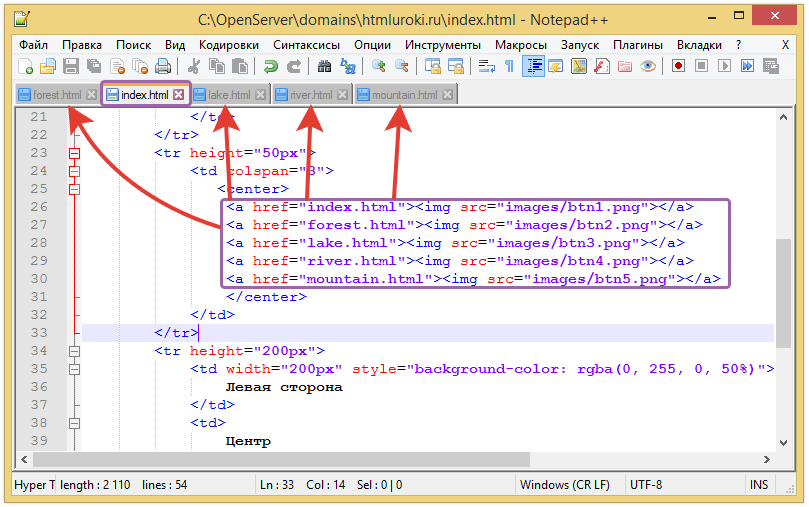 C:\OpenServer\domains\htmluroki.ru\index.html - Notepad++
Файл Правка Поиск Вид Кодировки Синтаксисы Опции Инструменты Макросы Запуск Плагины Вкладки ?
forest.html index.html lake.html river.html mountain.html
21 </td>
22 </tr>
23 <tr height="50px">
24 <td colspan="3">
25 <center>
26 <a href="index.html"><img src="images/btn1.png"></a>
27 <a href="forest.html"><img src="images/btn2.png"></a>
28 <a href="lake.html"><img src="images/btn3.png"></a>
29 <a href="river.html"><img src="images/btn4.png"></a>
30 <a href="mountain.html"><img src="images/btn5.png"></a>
31 </center>
32 </td>
33 </tr>
34 <tr height="200px">
35 <td width="200px" style="background-color: rgba(0, 255, 0, 50%)">
36 Левая сторона
37 </td>
38 <td>
39 Центр
Hyper T length : 2 110 lines : 54 Ln : 33 Col : 14 Sel : 0 | 0 Windows (CR LF) UTF-8 INS